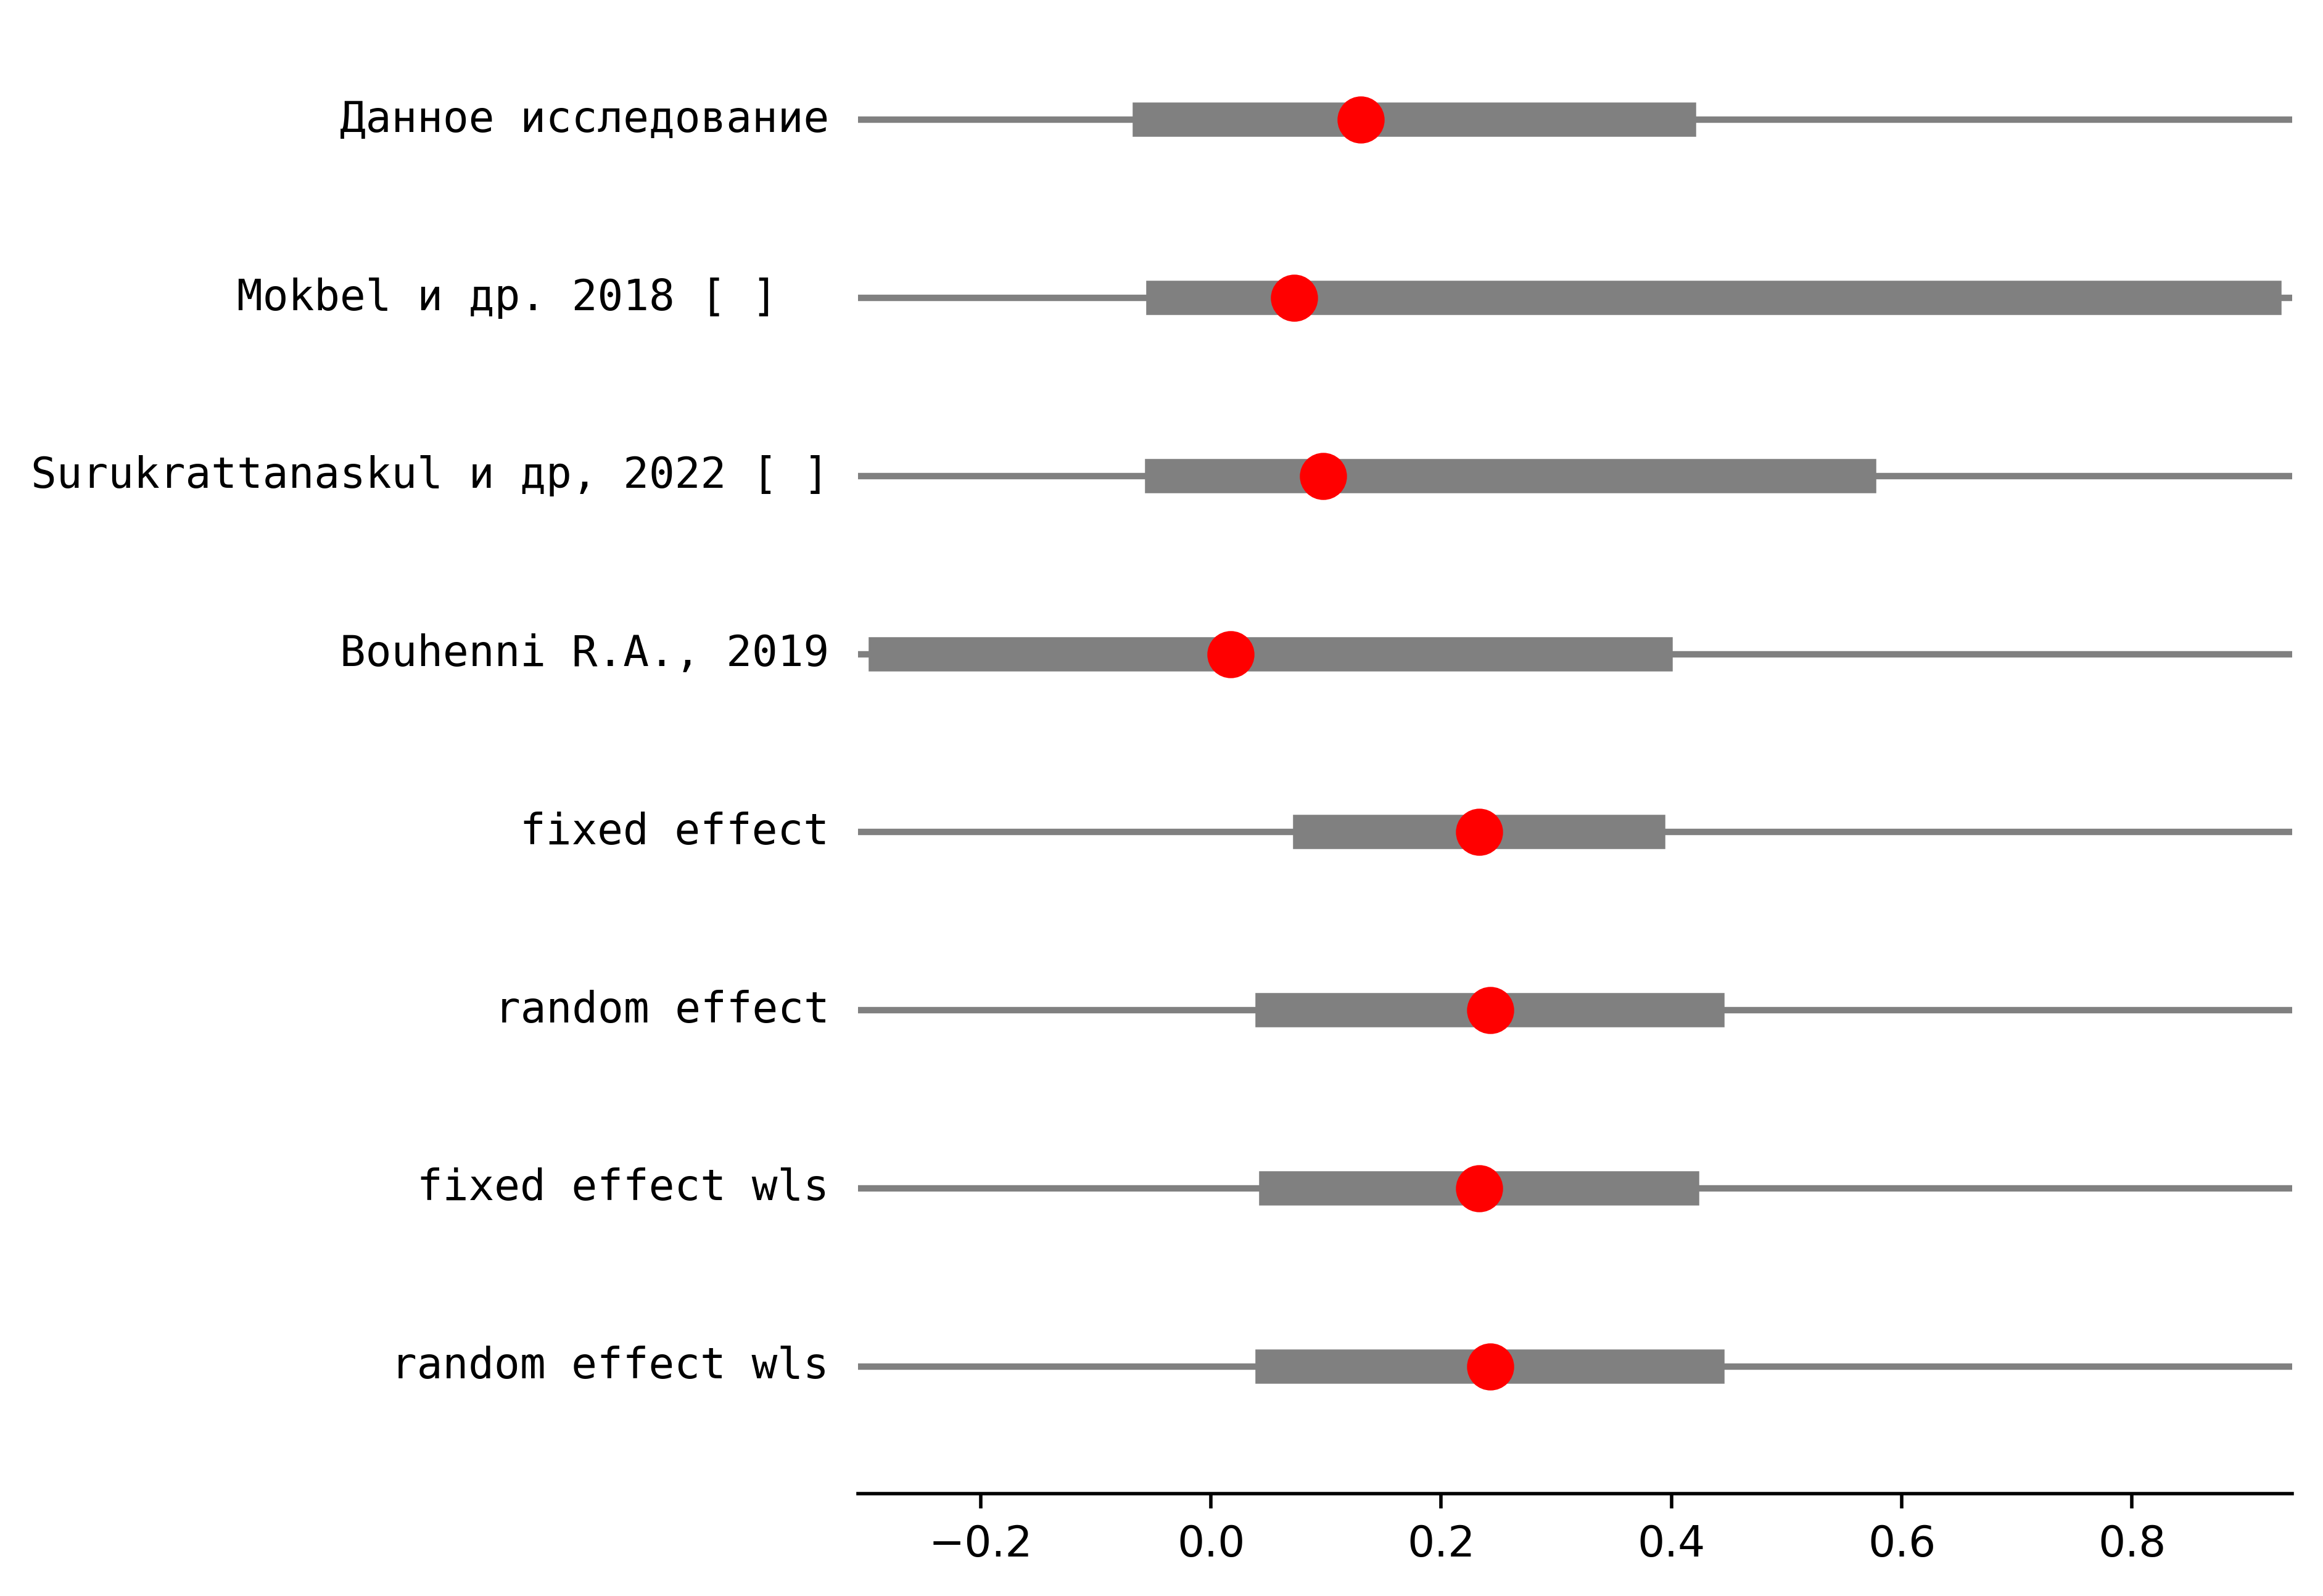 Данное исследование
Mokbel и др. 2018 [ ]
Surukrattanaskul и др, 2022 [ ]
Bouhenni R.A., 2019
fixed effect
random effect
fixed effect wls
random effect wls
−0.2 0.0 0.2 0.4 0.6 0.8